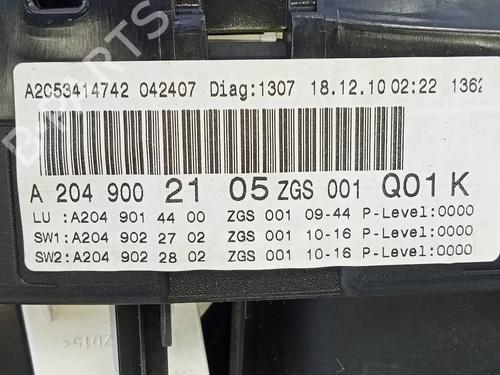 A2C53414742 042407 Diag:1307 18.12.10 02:22 1362
A 204 900 21 05 ZGS 001 Q01 K
LU :A204 901 44 00 ZGS 001 09-44 P-Level:0000
SW1:A204 902 27 02 ZGS 001 10-16 P-Level:0000
SW2:A204 902 28 02 ZGS 001 10-16 P-Level:0000
B-Parts